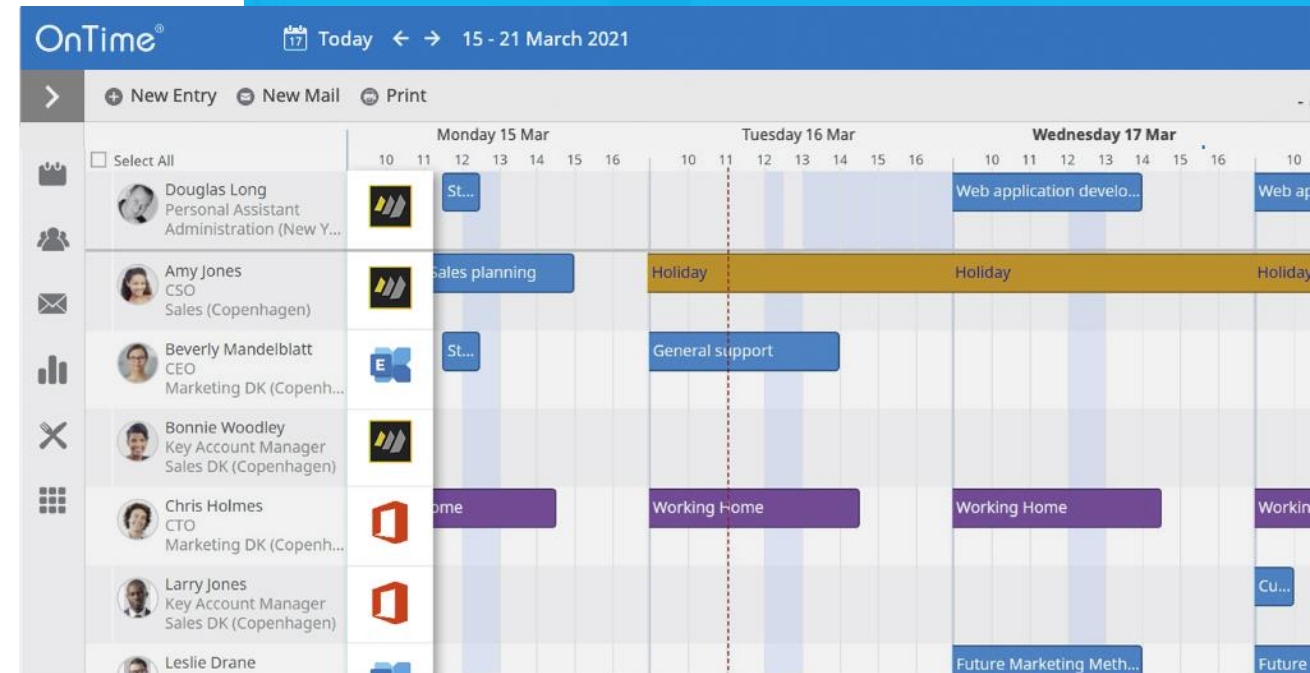 OnTime®
17 Today ← → 15 - 21 March 2021
New Entry New Mail Print -
Monday 15 Mar Tuesday 16 Mar Wednesday 17 Mar
Select All 10 11 12 13 14 15 16 10 11 12 13 14 15 16 10 11 12 13 14 15 16 10
Douglas Long
Personal Assistant
Administration (New Y...
St... Web application develo... Web ap
Amy Jones
CSO
Sales (Copenhagen)
Sales planning Holiday Holiday Holiday
Beverly Mandelblatt
CEO
Marketing DK (Copenh...
E
St... General support
Bonnie Woodley
Key Account Manager
Sales DK (Copenhagen)
Chris Holmes
CTO
Marketing DK (Copenh...
ome Working Home Working Home Workin
Larry Jones
Key Account Manager
Sales DK (Copenhagen)
Cu...
Leslie Drane
Future Marketing Meth... Future